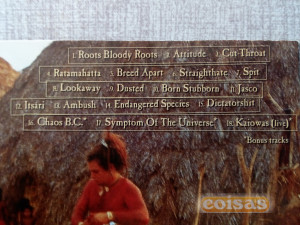 1. Roots Bloody Roots 2. Attitude 3. Cut-Throat
4. Ratamahatta 5. Breed Apart 6. Straighthate 7. Spit
8. Lookaway 9. Dusted 10. Born Stubborn 11. Jasco
12. Itsári 13. Ambush 14. Endangered Species 15. Dictatorshit
16. Chaos B.C.* 17. Symptom Of The Universe* 18. Kaiowas (live)*
*Bonus tracks
coisas